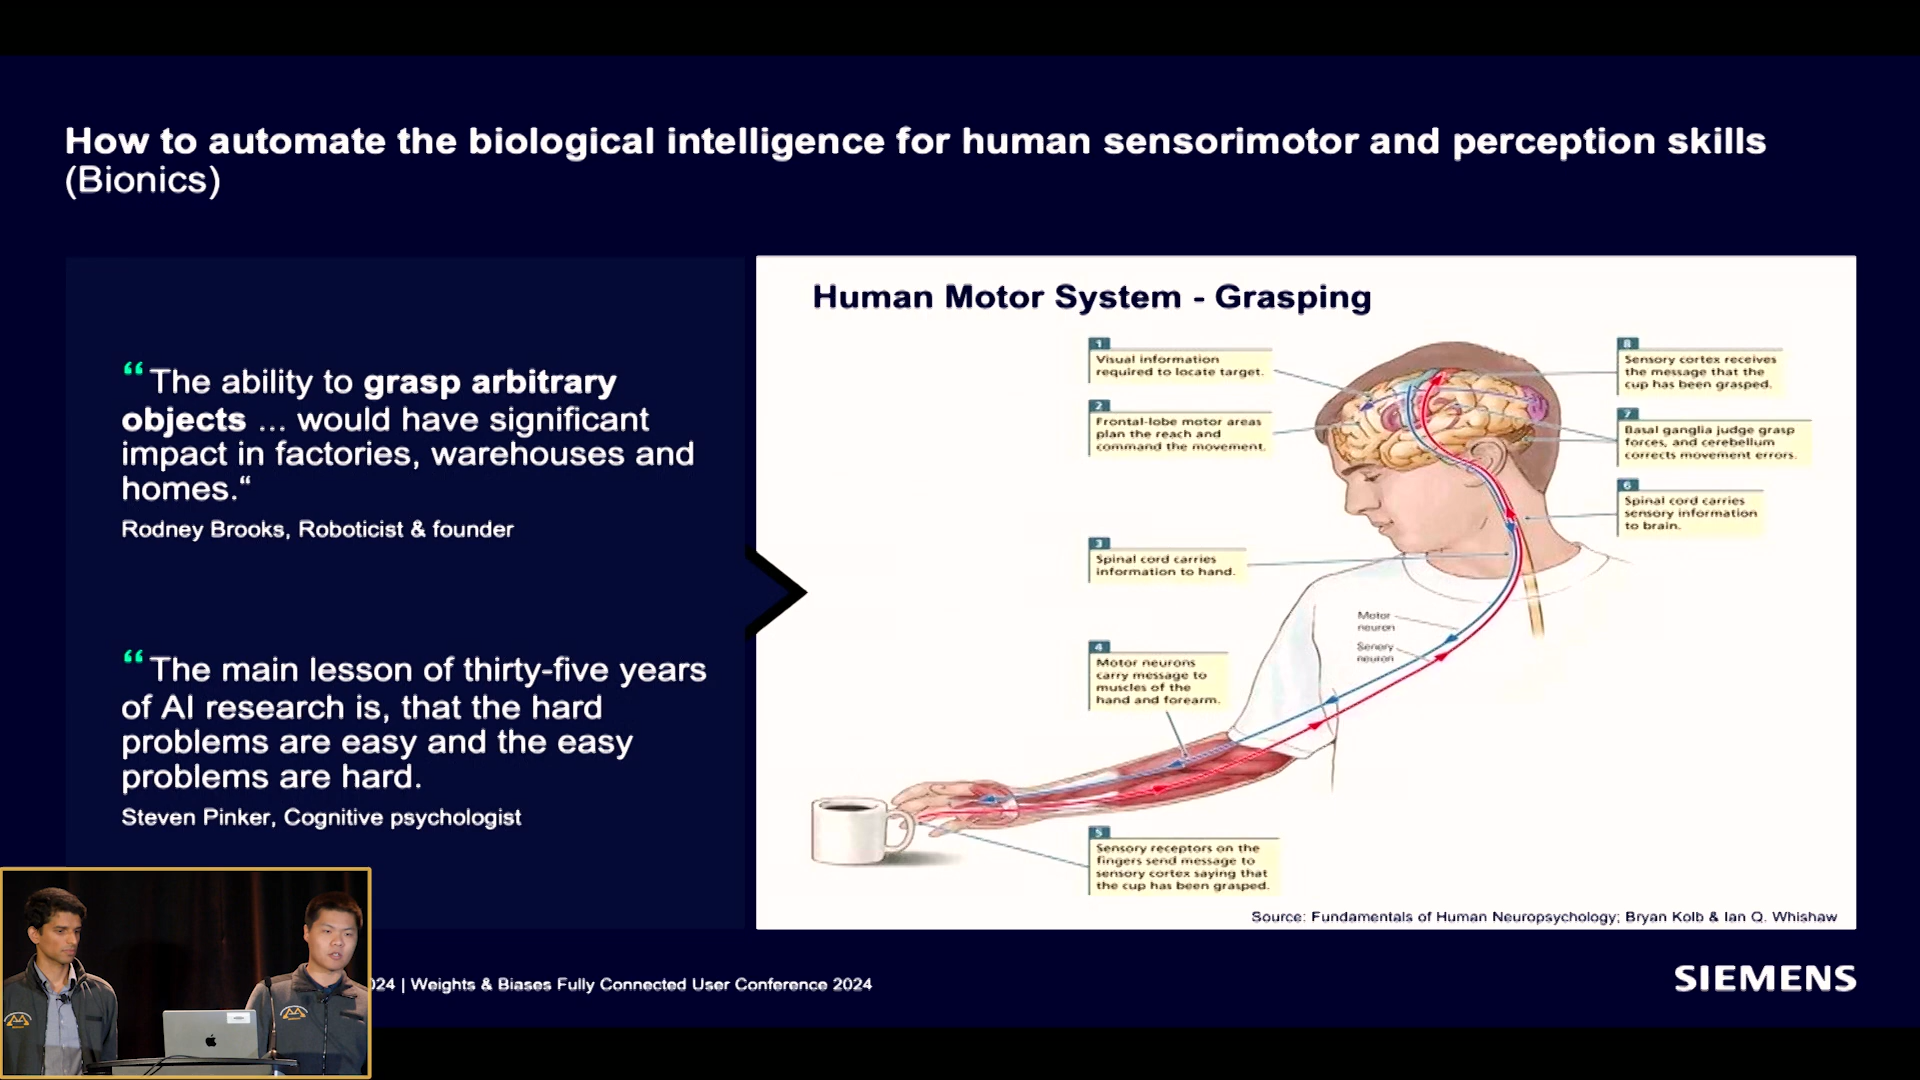 How to automate the biological intelligence for human sensorimotor and perception skills
(Bionics)
“The ability to grasp arbitrary
objects ... would have significant
impact in factories, warehouses and
homes.“
Rodney Brooks, Roboticist & founder
“The main lesson of thirty-five years
of AI research is, that the hard
problems are easy and the easy
problems are hard.
Steven Pinker, Cognitive psychologist
Human Motor System - Grasping
1
Visual information
required to locate target.
2
Frontal-lobe motor areas
plan the reach and
command the movement.
3
Spinal cord carries
information to hand.
4
Motor neurons
carry message to
muscles of the
hand and forearm.
5
Sensory receptors on the
fingers send message to
sensory cortex saying that
the cup has been grasped.
8
Sensory cortex receives
the message that the
cup has been grasped.
7
Basal ganglia judge grasp
forces, and cerebellum
corrects movement errors.
6
Spinal cord carries
sensory information
to brain.
Motor
neuron
Senory
neuron
Source: Fundamentals of Human Neuropsychology; Bryan Kolb & Ian Q. Whishaw
024 | Weights & Biases Fully Connected User Conference 2024
SIEMENS